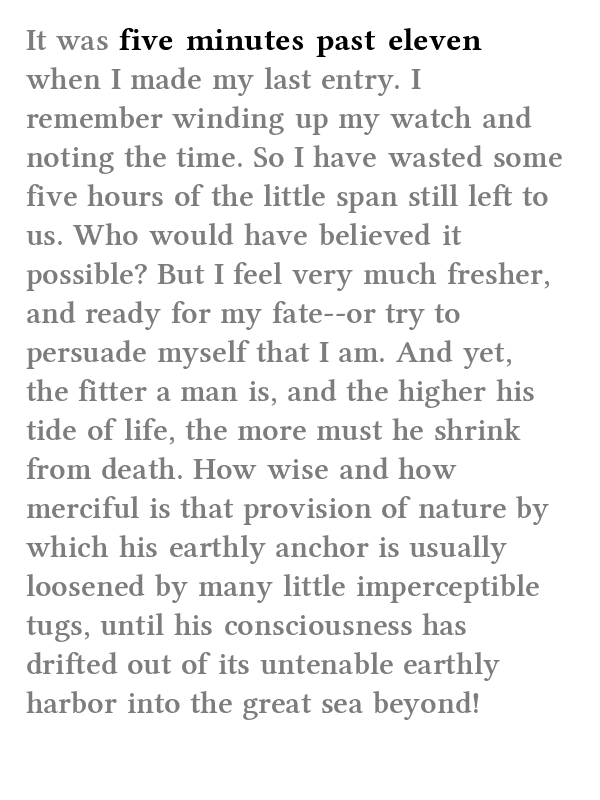 It was five minutes past eleven
when I made my last entry. I
remember winding up my watch and
noting the time. So I have wasted some
five hours of the little span still left to
us. Who would have believed it
possible? But I feel very much fresher,
and ready for my fate--or try to
persuade myself that I am. And yet,
the fitter a man is, and the higher his
tide of life, the more must he shrink
from death. How wise and how
merciful is that provision of nature by
which his earthly anchor is usually
loosened by many little imperceptible
tugs, until his consciousness has
drifted out of its untenable earthly
harbor into the great sea beyond!